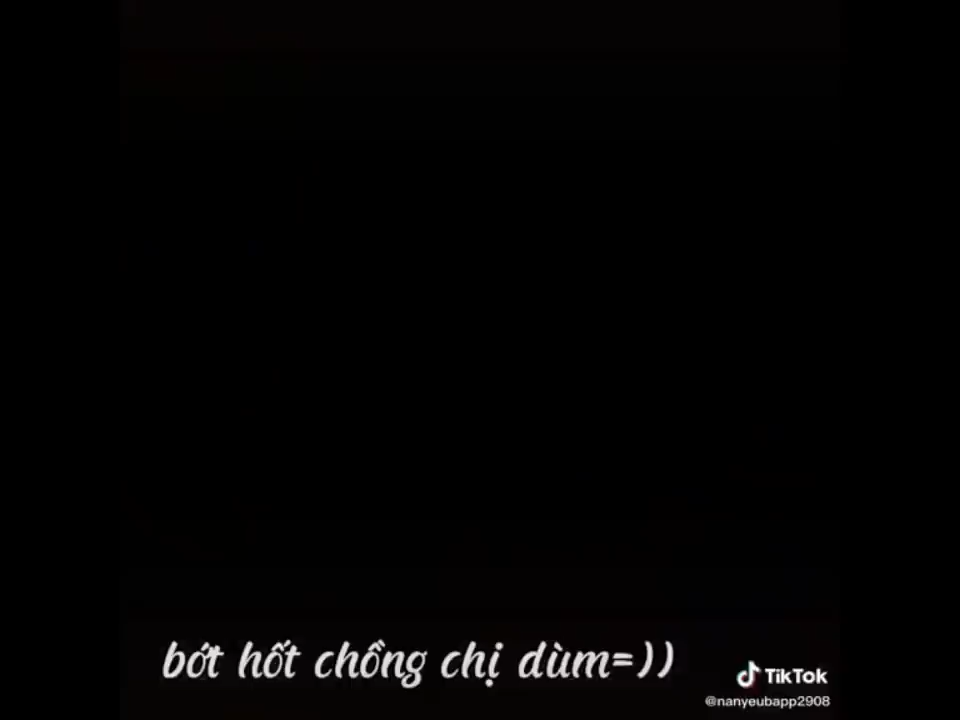 bớt hốt chồng chị dùm=))
TikTok
@nanyeubapp2908